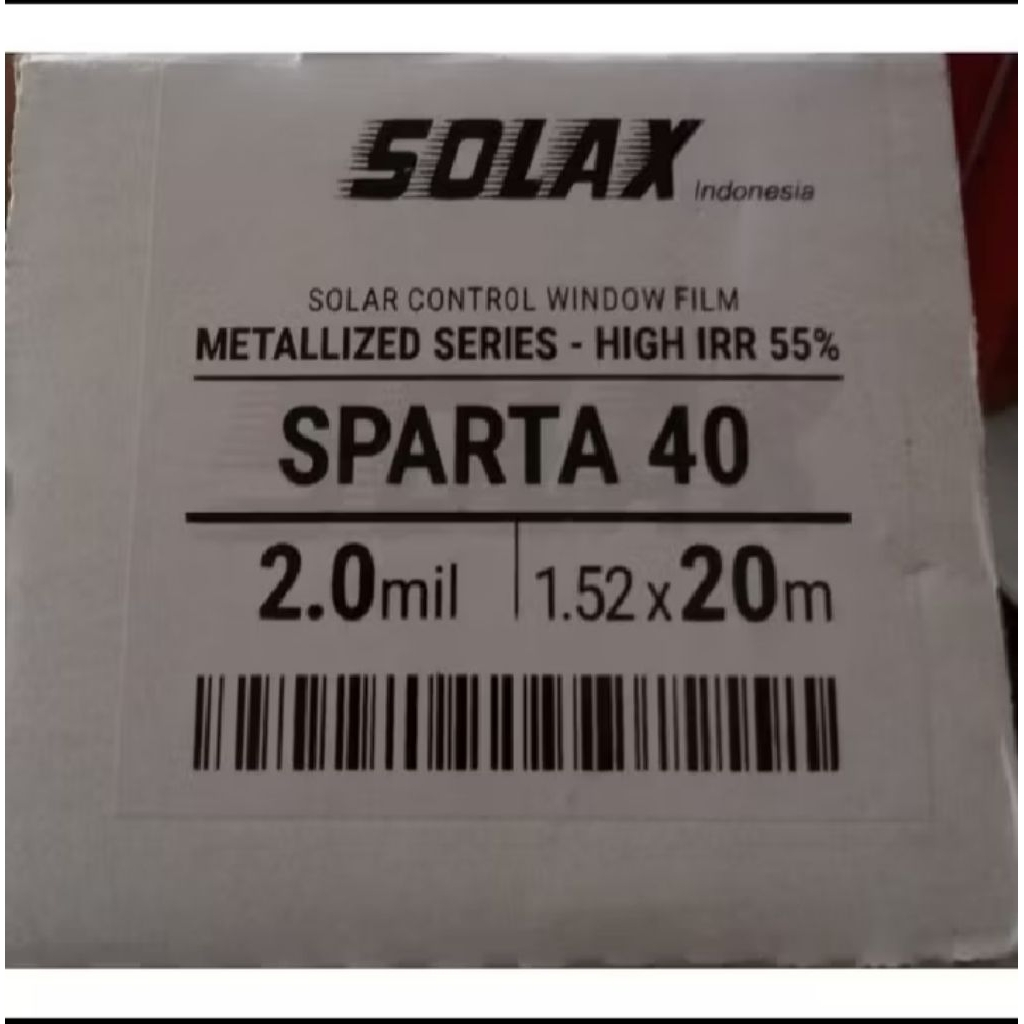 SOLAX Indonesia
SOLAR CONTROL WINDOW FILM
METALLIZED SERIES - HIGH IRR 55%
SPARTA 40
2.0mil | 1.52 x 20m